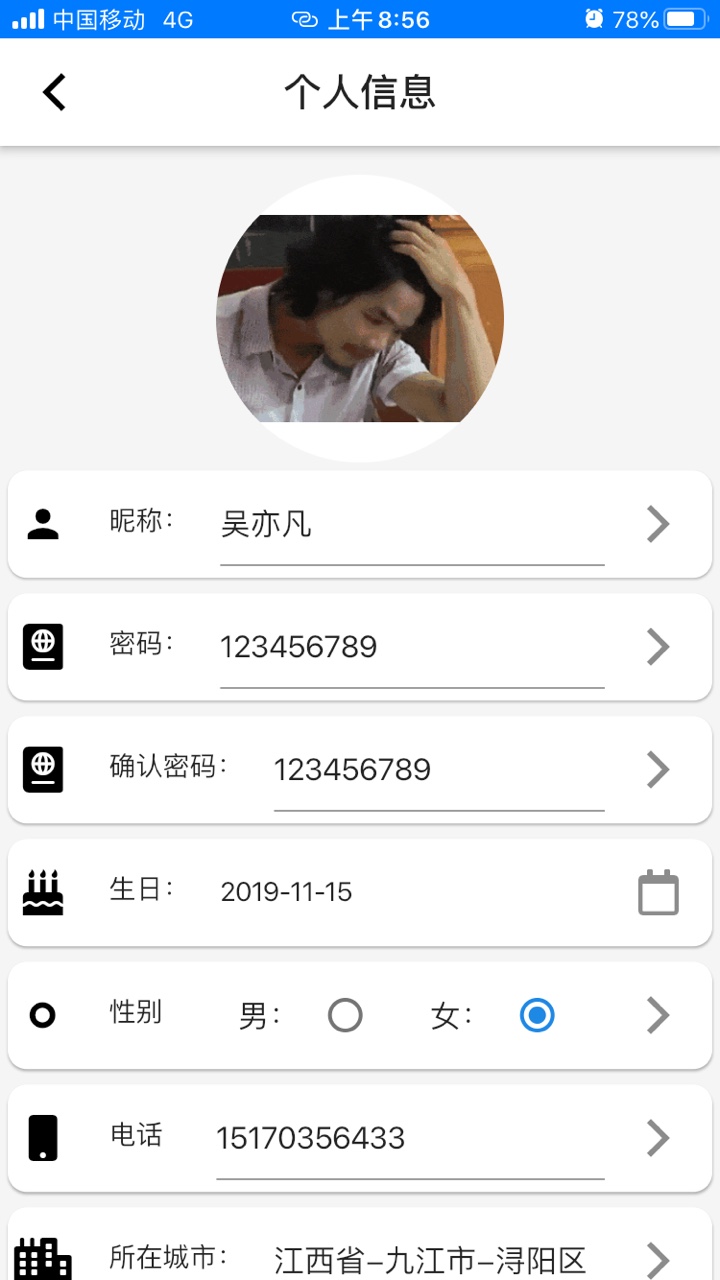 中国移动 4G 上午8:56 78%
个人信息
昵称： 吴亦凡
密码： 123456789
确认密码： 123456789
生日： 2019-11-15
性别 男： 女：
电话 15170356433
所在城市： 江西省-九江市-浔阳区